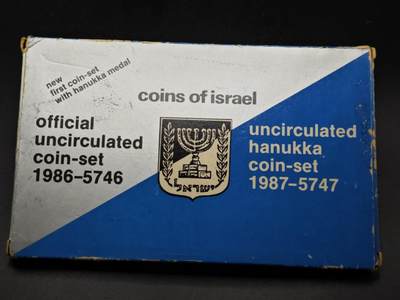 new
first coin-set
with hanukka medal
coins of israel
official
uncirculated
coin-set
1986-5746
ישראל
uncirculated
hanukka
coin-set
1987-5747